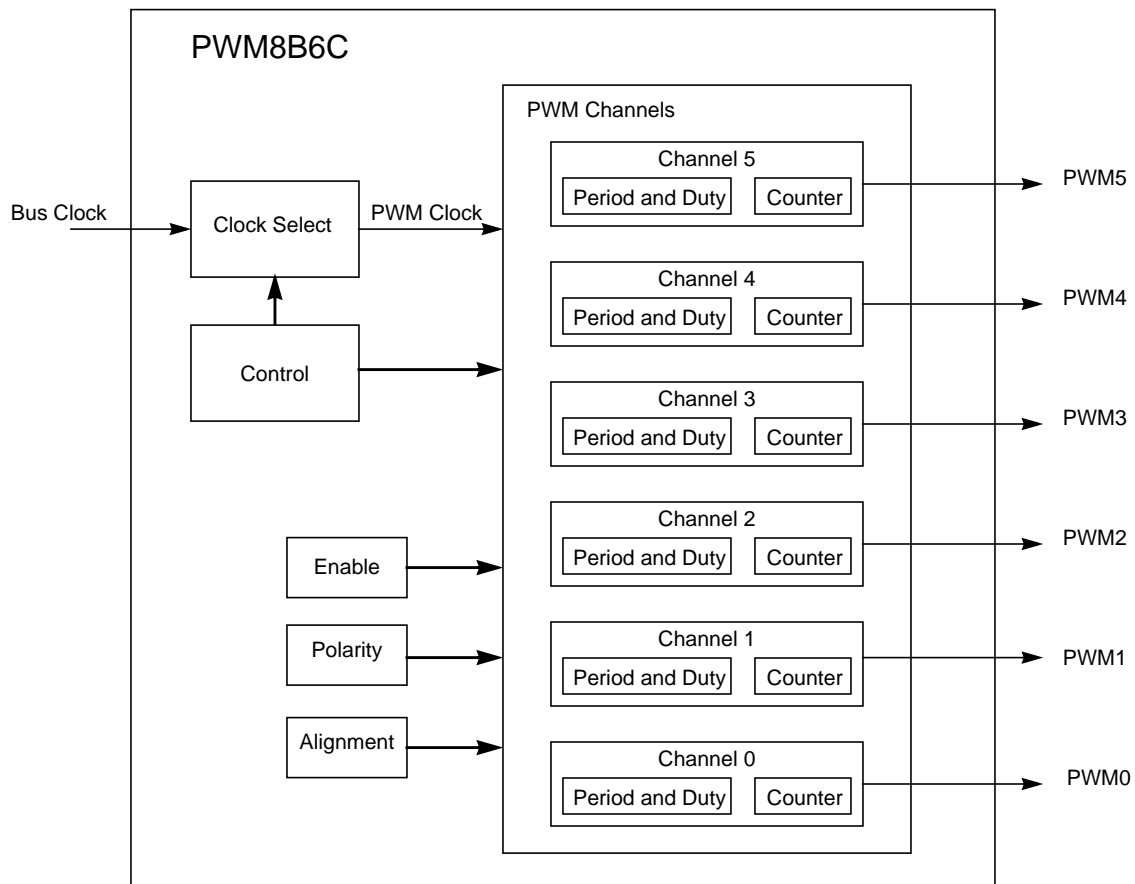 PWM8B6C
PWM Channels
Channel 5
Period and Duty
Counter
PWM5
Bus Clock
Clock Select
PWM Clock
Channel 4
Period and Duty
Counter
PWM4
Control
Channel 3
Period and Duty
Counter
PWM3
Channel 2
Period and Duty
Counter
PWM2
Enable
Channel 1
Period and Duty
Counter
PWM1
Polarity
Alignment
Channel 0
Period and Duty
Counter
PWM0